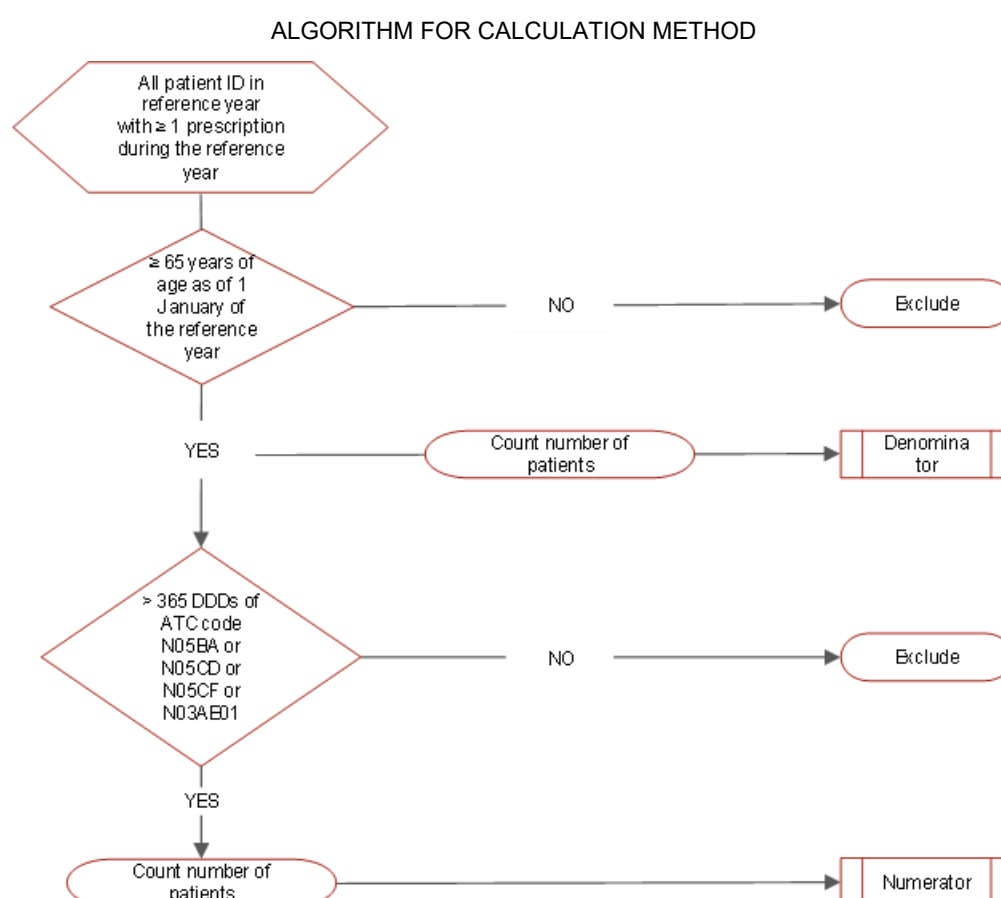 ALGORITHM FOR CALCULATION METHOD
All patient ID in
reference year
with ≥ 1 prescription
during the reference
year
≥ 65 years of
age as of 1
January of
the reference
year
NO
Exclude
YES
Count number of
patients
Denomina
tor
> 365 DDDs of
ATC code
N05BA or
N05CD or
N05CF or
N03AE01
NO
Exclude
YES
Count number of
patients
Numerator